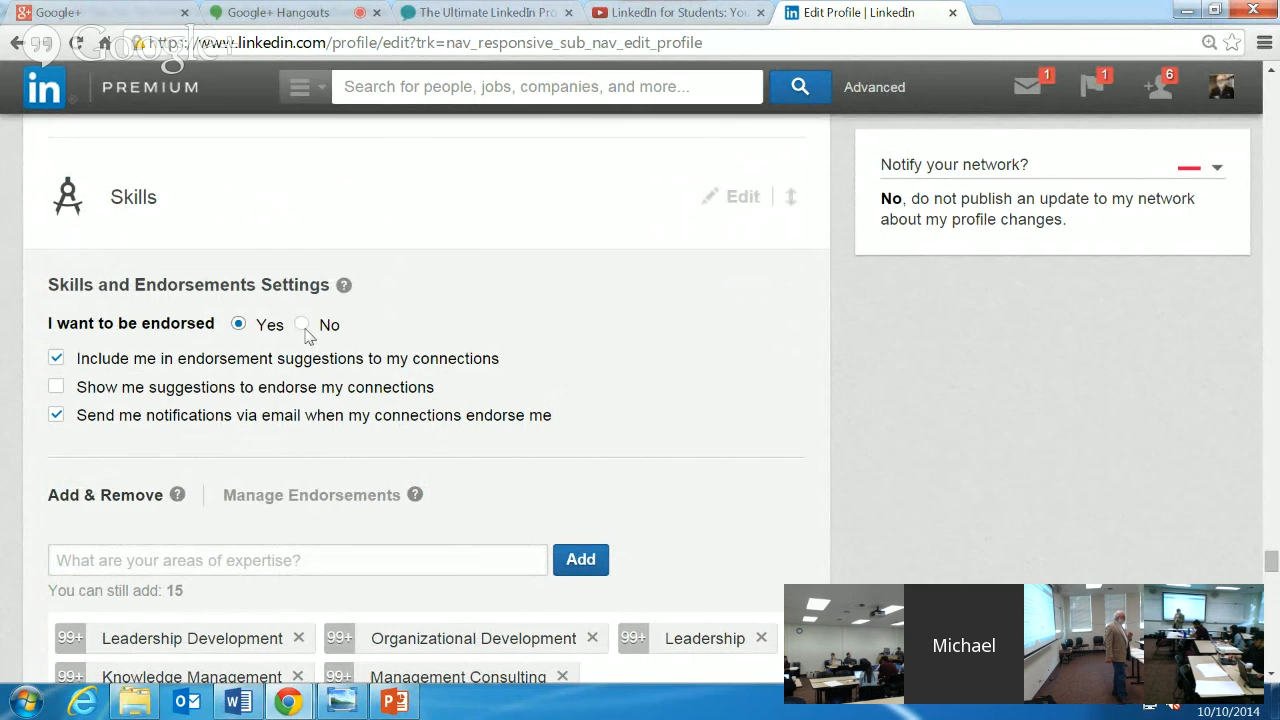 Google+
Google+ Hangouts
The Ultimate LinkedIn Pr
LinkedIn for Students: Yo
Edit Profile | LinkedIn
Google+
https://www.linkedin.com/profile/edit?trk=nav_responsive_sub_nav_edit_profile
in
PREMIUM
Search for people, jobs, companies, and more...
Advanced
1
1
6
Skills
Edit
Notify your network?
No, do not publish an update to my network
about my profile changes.
Skills and Endorsements Settings ?
I want to be endorsed
Yes
No
Include me in endorsement suggestions to my connections
Show me suggestions to endorse my connections
Send me notifications via email when my connections endorse me
Add & Remove ?
Manage Endorsements ?
What are your areas of expertise?
Add
You can still add: 15
99+ Leadership Development
99+ Organizational Development
99+ Leadership
99+ Knowledge Management
99+ Management Consulting
Michael
10/10/2014